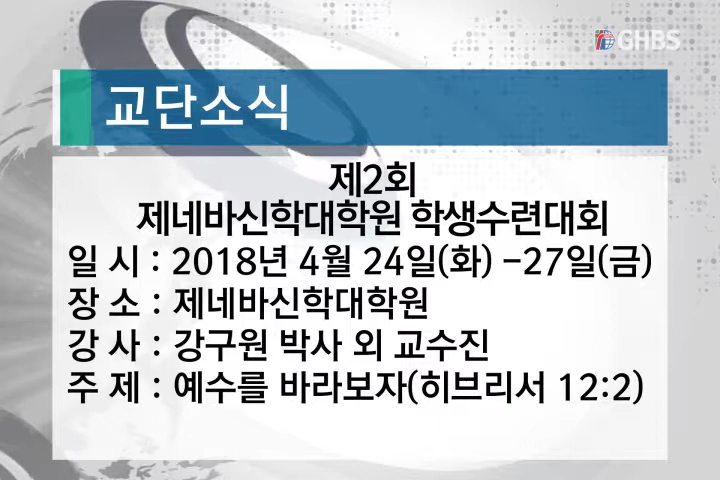 GHBS
교단소식
제2회
제네바신학대학원 학생수련대회
일 시 : 2018년 4월 24일(화) -27일(금)
장 소 : 제네바신학대학원
강 사 : 강구원 박사 외 교수진
주 제 : 예수를 바라보자(히브리서 12:2)